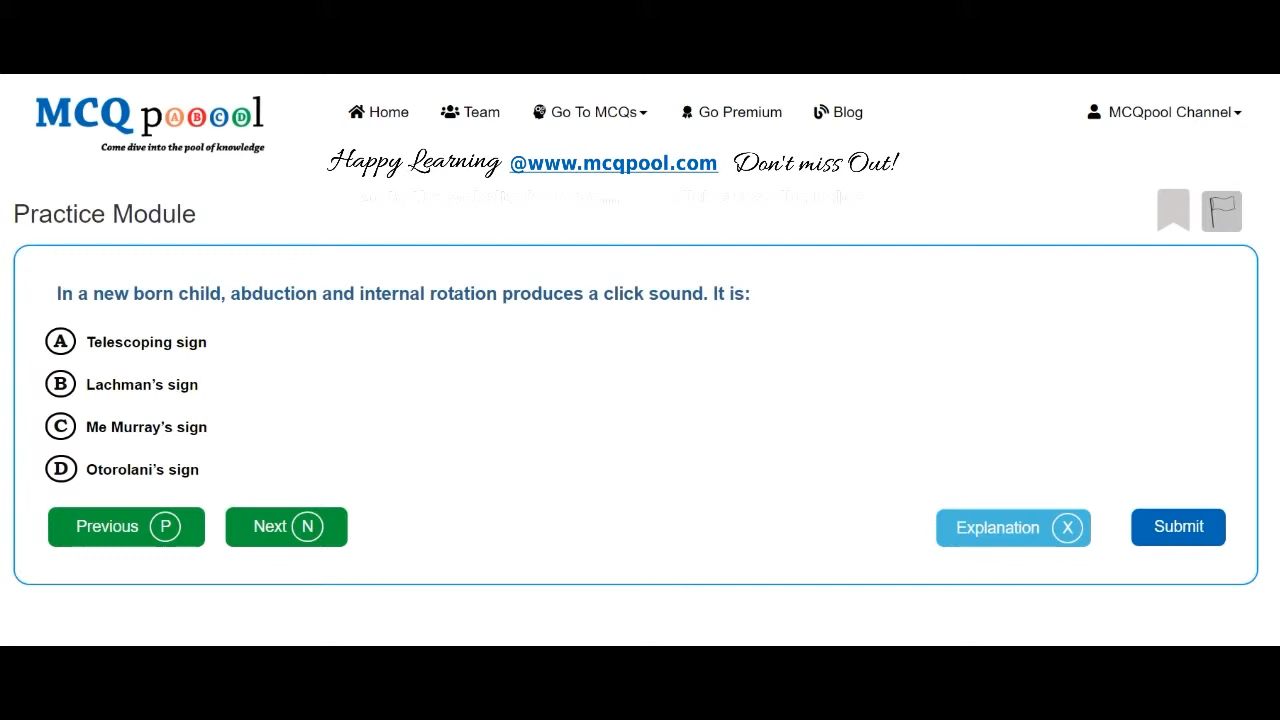 MCQ pABCDl
Come dive into the pool of knowledge
Home Team Go To MCQs Go Premium Blog MCQpool Channel
Happy Learning @www.mcqpool.com Don't miss Out!
Practice Module
In a new born child, abduction and internal rotation produces a click sound. It is:
A Telescoping sign
B Lachman's sign
C Me Murray's sign
D Otorolani's sign
Previous P Next N Explanation X Submit